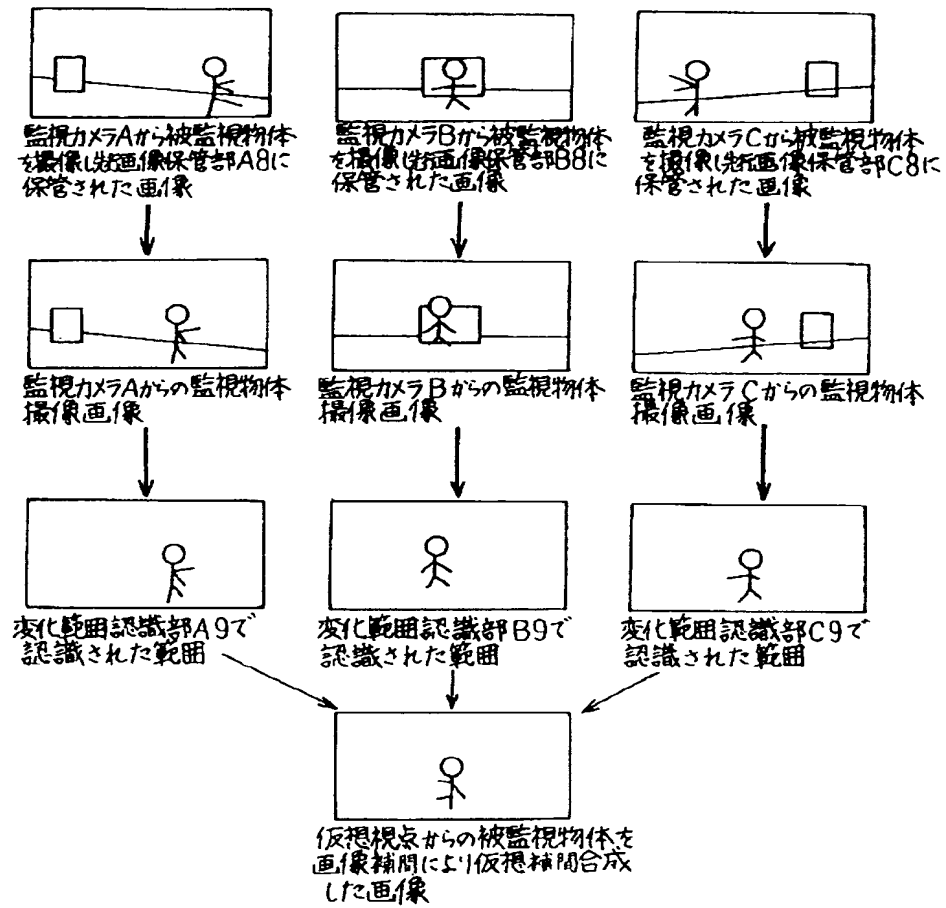 監視カメラAから被監視物体
を撮像し先画像保管部A8に
保管された画像
監視カメラBから被監視物体
を撮像し先画像保管部B8に
保管された画像
監視カメラCから被監視物体
を撮像し先画像保管部C8に
保管された画像
監視カメラAからの監視物体
撮像画像
監視カメラBからの監視物体
撮像画像
監視カメラCからの監視物体
撮像画像
変化範囲認識部A9で
認識された範囲
変化範囲認識部B9で
認識された範囲
変化範囲認識部C9で
認識された範囲
仮想視点からの被監視物体を
画像補間により仮想補間合成
した画像